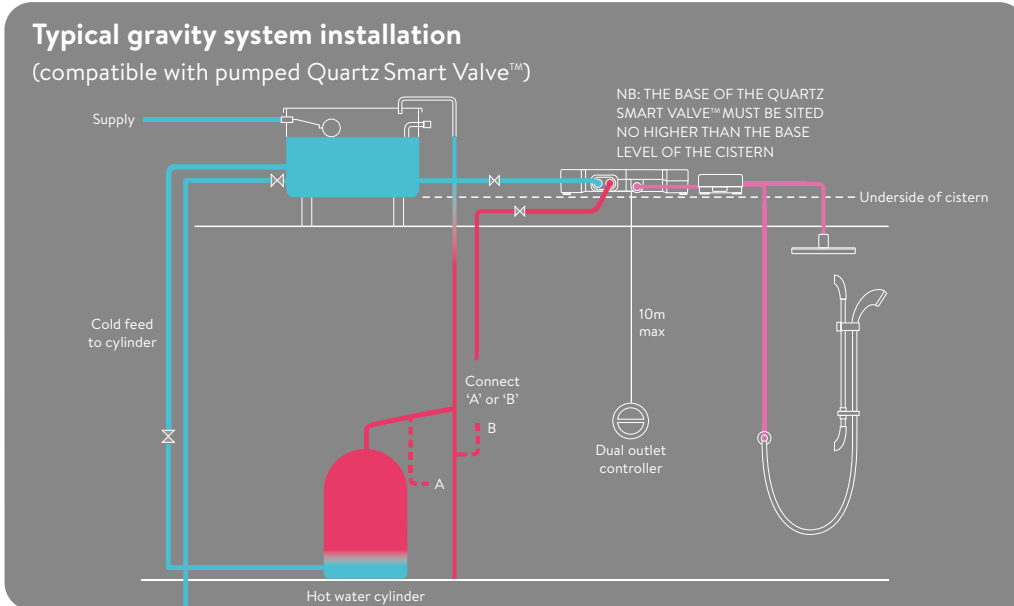 Typical gravity system installation
(compatible with pumped Quartz Smart Valve™)
NB: THE BASE OF THE QUARTZ
SMART VALVE™ MUST BE SITED
NO HIGHER THAN THE BASE
LEVEL OF THE CISTERN
Supply
Underside of cistern
10m
max
Cold feed
to cylinder
Connect
‘A’ or ‘B’
B
A
Dual outlet
controller
Hot water cylinder